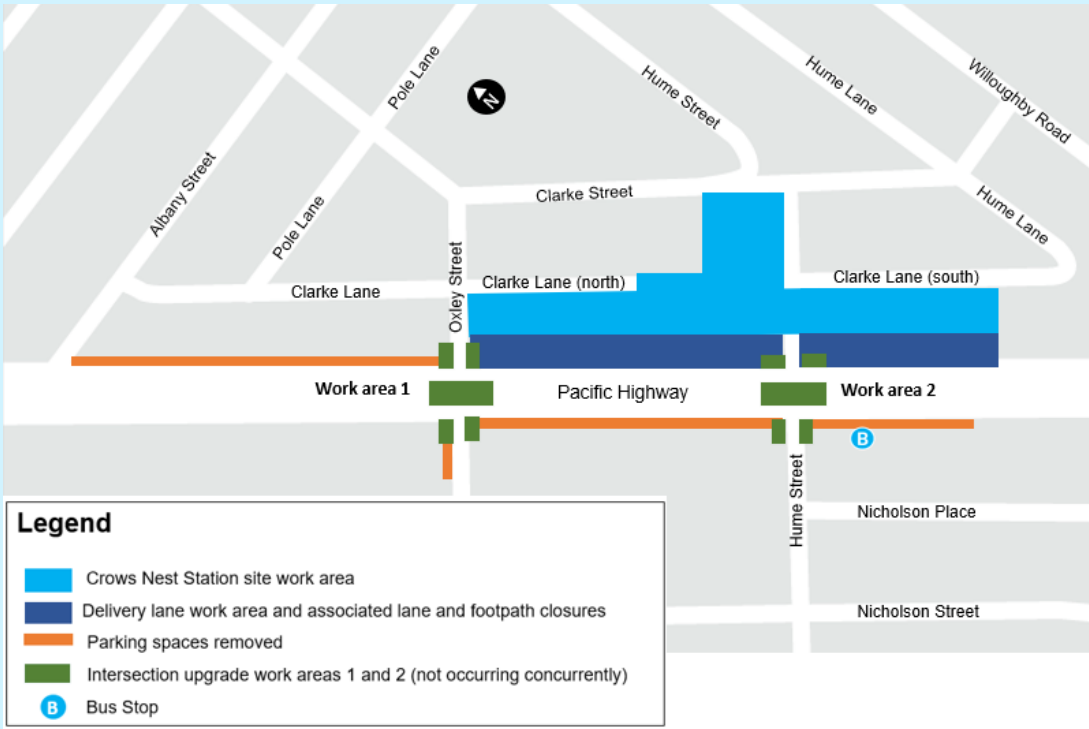 Pole Lane
Hume Street
Hume Lane
Willoughby Road
N
Albany Street
Pole Lane
Clarke Street
Hume Lane
Clarke Lane
Oxley Street
Clarke Lane (north)
Clarke Lane (south)
Work area 1
Pacific Highway
Work area 2
B
Hume Street
Nicholson Place
Nicholson Street
Legend
Crows Nest Station site work area
Delivery lane work area and associated lane and footpath closures
Parking spaces removed
Intersection upgrade work areas 1 and 2 (not occurring concurrently)
B Bus Stop